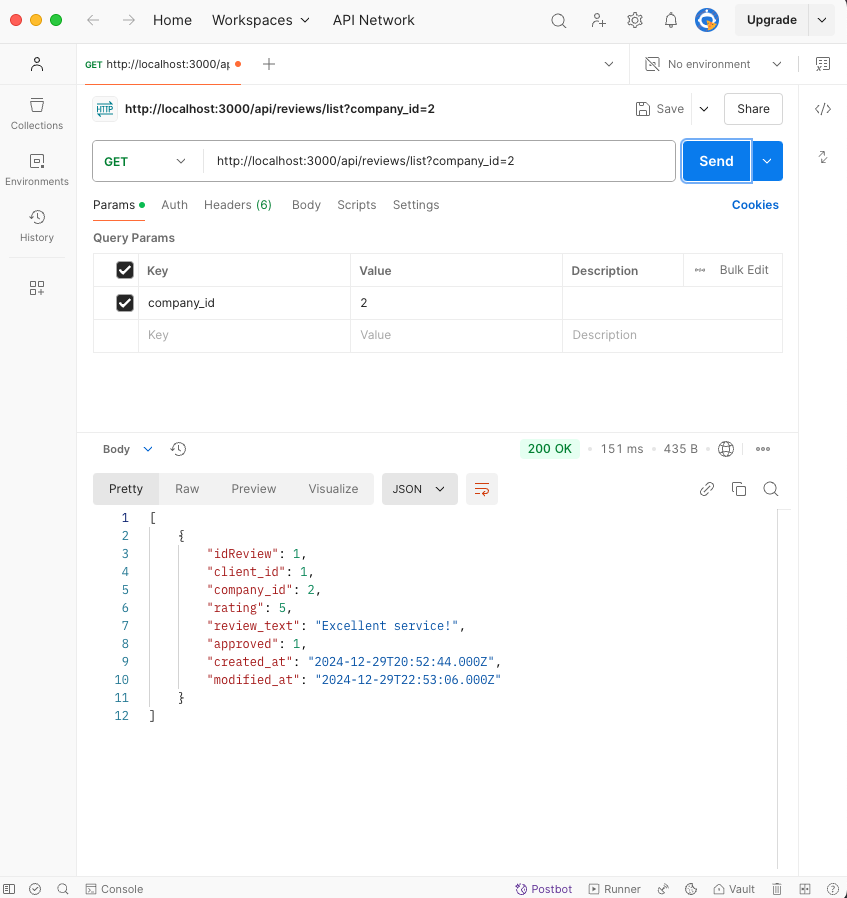 Home Workspaces API Network Upgrade
GET http://localhost:3000/ap No environment
HTTP http://localhost:3000/api/reviews/list?company_id=2 Save Share
Collections
Environments
History
GET http://localhost:3000/api/reviews/list?company_id=2 Send
Params Auth Headers (6) Body Scripts Settings Cookies
Query Params
Key Value Description Bulk Edit
company_id 2
Key Value Description
Body 200 OK 151 ms 435 B
Pretty Raw Preview Visualize JSON
1 [
2 {
3 "idReview": 1,
4 "client_id": 1,
5 "company_id": 2,
6 "rating": 5,
7 "review_text": "Excellent service!",
8 "approved": 1,
9 "created_at": "2024-12-29T20:52:44.000Z",
10 "modified_at": "2024-12-29T22:53:06.000Z"
11 }
12 ]
Console Postbot Runner Vault